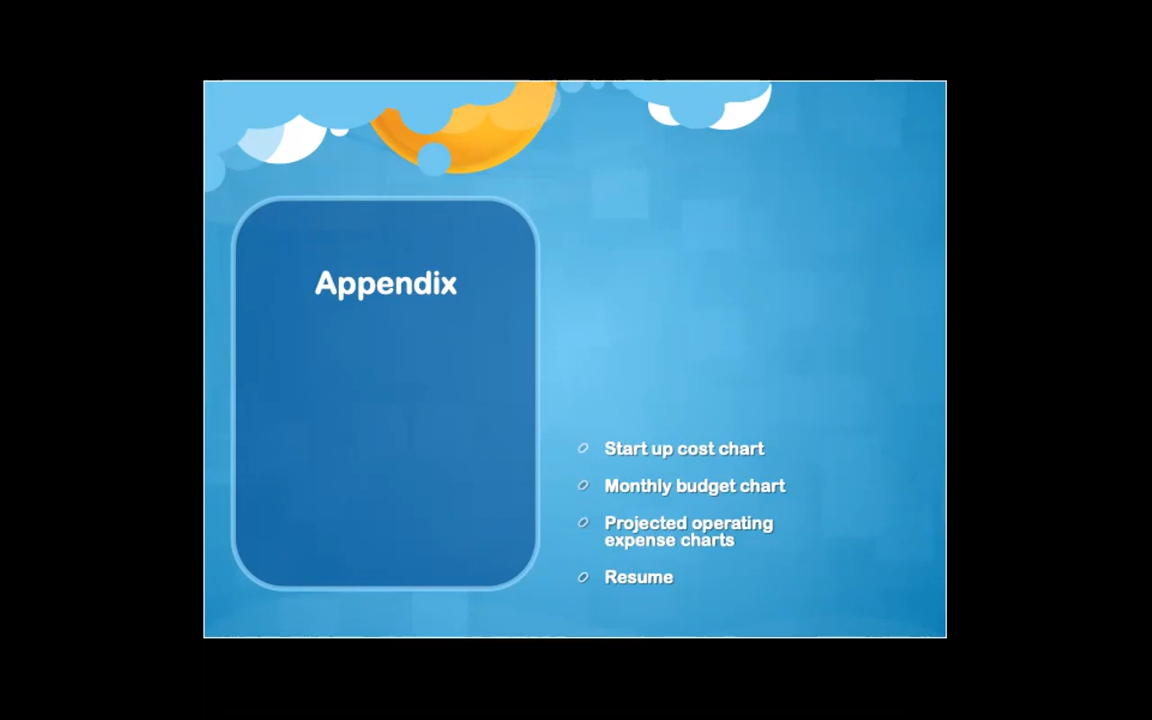 Appendix
Start up cost chart
Monthly budget chart
Projected operating
expense charts
Resume